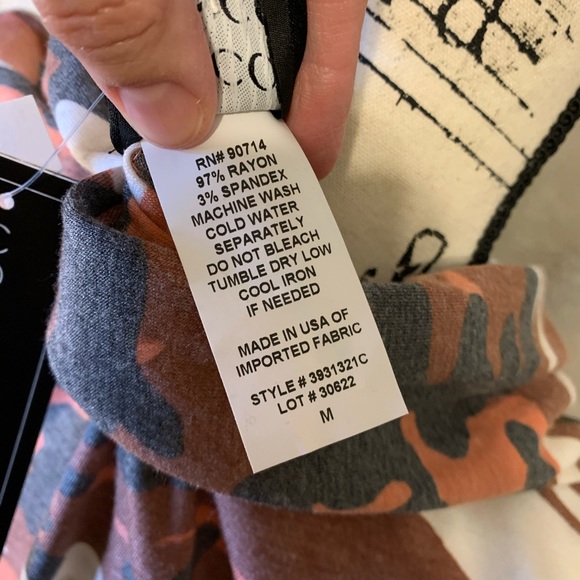 CO
RN# 90714
97% RAYON
3% SPANDEX
MACHINE WASH
COLD WATER
SEPARATELY
DO NOT BLEACH
TUMBLE DRY LOW
COOL IRON
IF NEEDED
MADE IN USA OF
IMPORTED FABRIC
STYLE # 3931321C
LOT # 30622
M